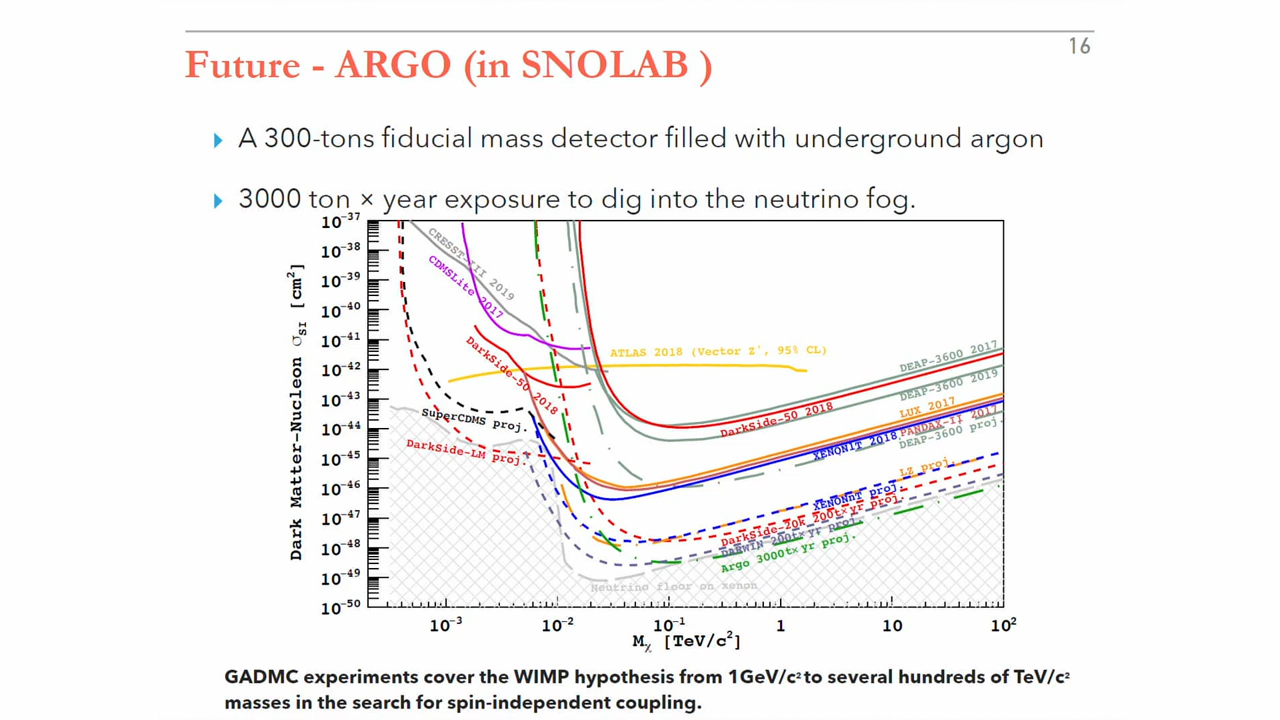 16
Future - ARGO (in SNOLAB )
A 300-tons fiducial mass detector filled with underground argon
3000 ton × year exposure to dig into the neutrino fog.
Dark Matter-Nucleon σSI [cm²]
10⁻³⁷
10⁻³⁸
10⁻³⁹
10⁻⁴⁰
10⁻⁴¹
10⁻⁴²
10⁻⁴³
10⁻⁴⁴
10⁻⁴⁵
10⁻⁴⁶
10⁻⁴⁷
10⁻⁴⁸
10⁻⁴⁹
10⁻⁵⁰
CRESST-III 2019
CDMSLite 2017
DarkSide-50 2018
ATLAS 2018 (Vector Z′, 95% CL)
DEAP-3600 2017
DEAP-3600 2019
DarkSide-50 2018
LUX 2017
PANDAX-II 2017
SuperCDMS proj.
XENON1T 2018
DEAP-3600 proj.
DarkSide-LM proj.
LZ proj.
XENONnT proj.
DarkSide-20k 200t×yr proj.
DARWIN 200t×yr proj.
Argo 3000t×yr proj.
Neutrino floor on xenon
10⁻³ 10⁻² 10⁻¹ 1 10 10²
Mχ [TeV/c²]
GADMC experiments cover the WIMP hypothesis from 1GeV/c² to several hundreds of TeV/c²
masses in the search for spin-independent coupling.